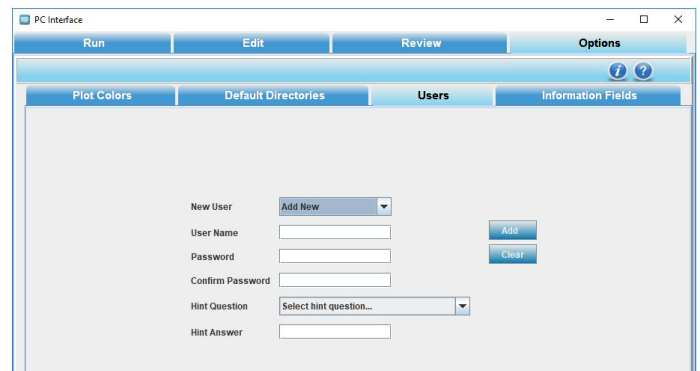 PC Interface
Run Edit Review Options
i ?
Plot Colors Default Directories Users Information Fields
New User Add New
User Name Add
Password Clear
Confirm Password
Hint Question Select hint question...
Hint Answer